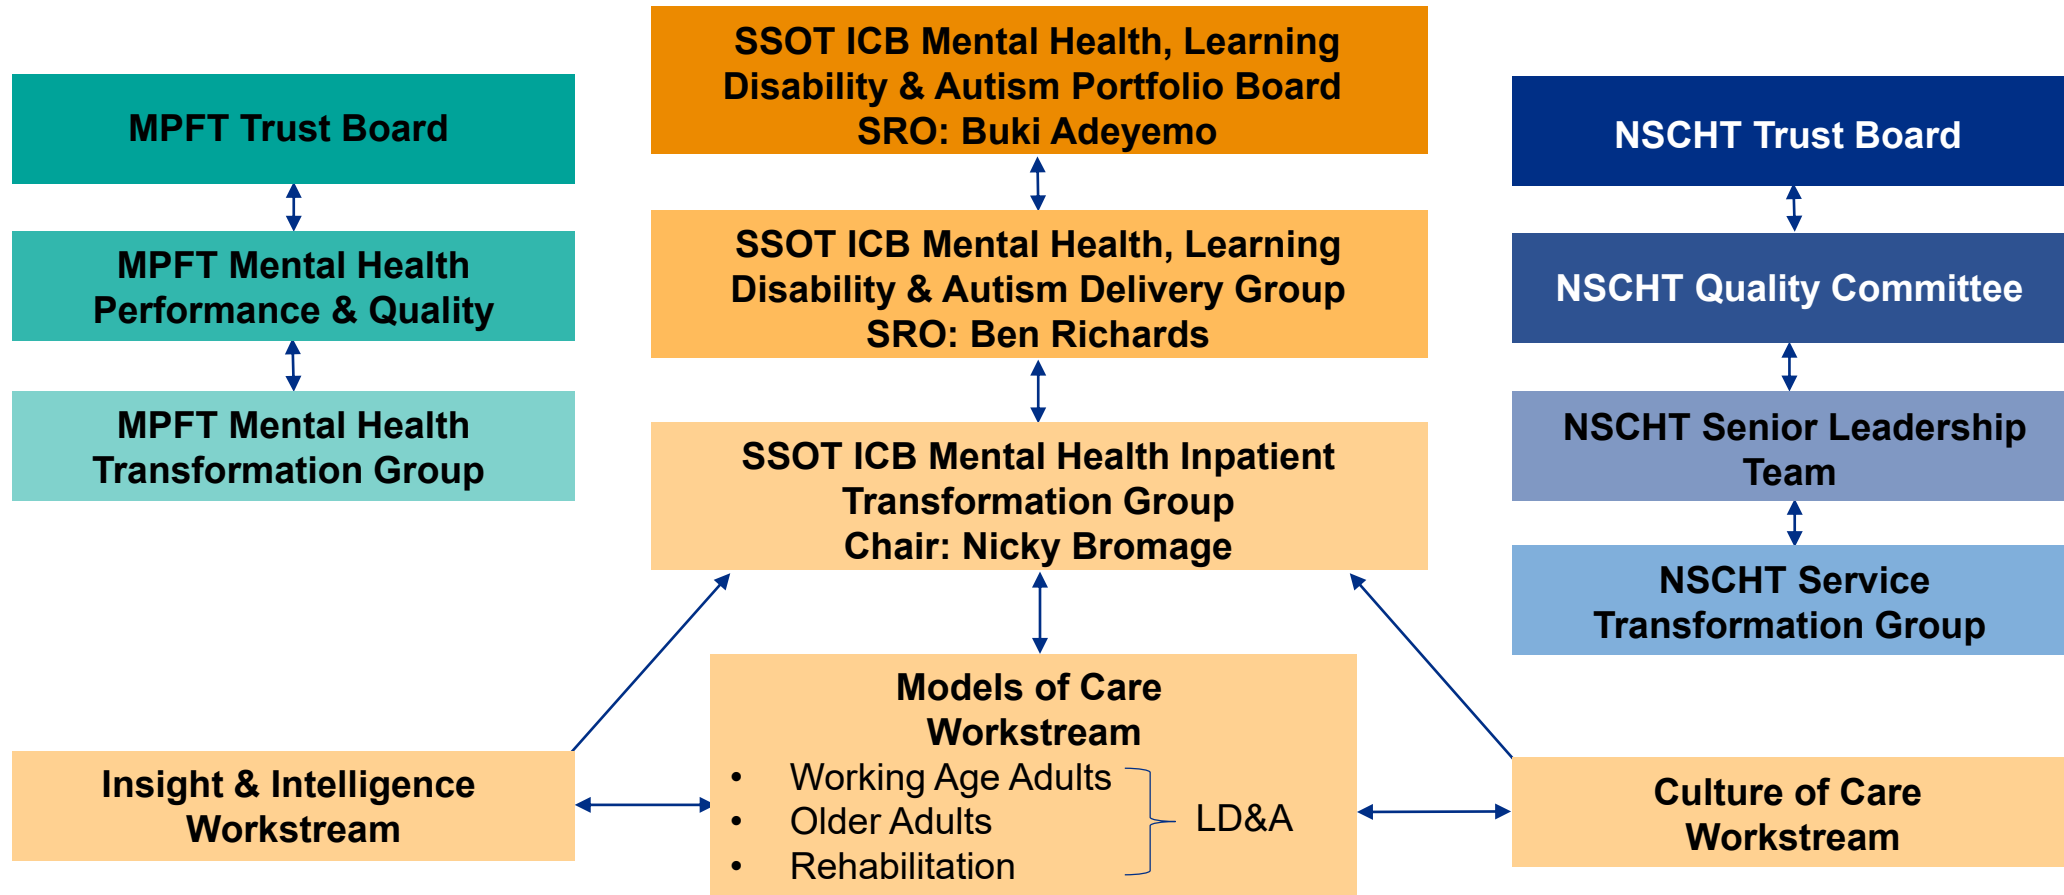 SSOT ICB Mental Health, Learning
Disability & Autism Portfolio Board
SRO: Buki Adeyemo
MPFT Trust Board
NSCHT Trust Board
MPFT Mental Health
Performance & Quality
SSOT ICB Mental Health, Learning
Disability & Autism Delivery Group
SRO: Ben Richards
NSCHT Quality Committee
MPFT Mental Health
Transformation Group
SSOT ICB Mental Health Inpatient
Transformation Group
Chair: Nicky Bromage
NSCHT Senior Leadership
Team
NSCHT Service
Transformation Group
Insight & Intelligence
Workstream
Models of Care
Workstream
• Working Age Adults
• Older Adults
• Rehabilitation
LD&A
Culture of Care
Workstream